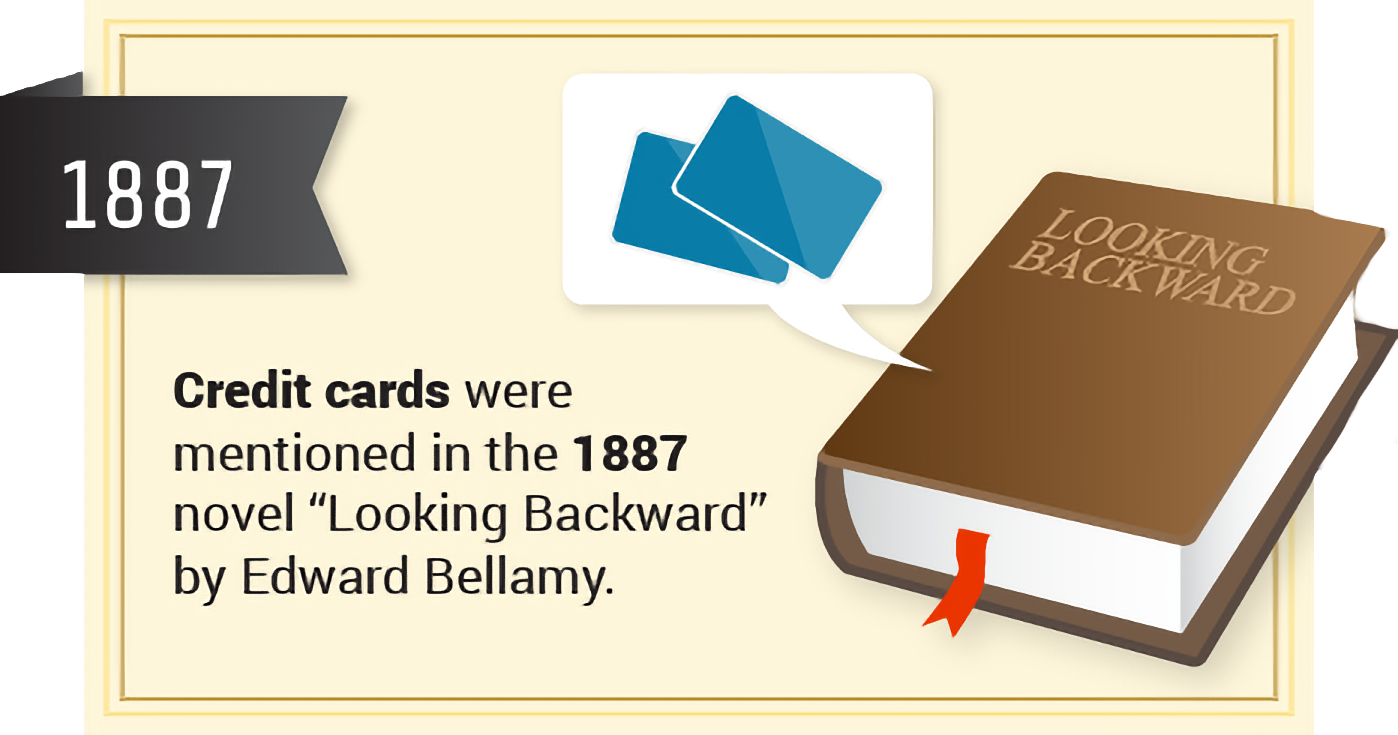 1887
LOOKING
BACKWARD
Credit cards were
mentioned in the 1887
novel “Looking Backward”
by Edward Bellamy.